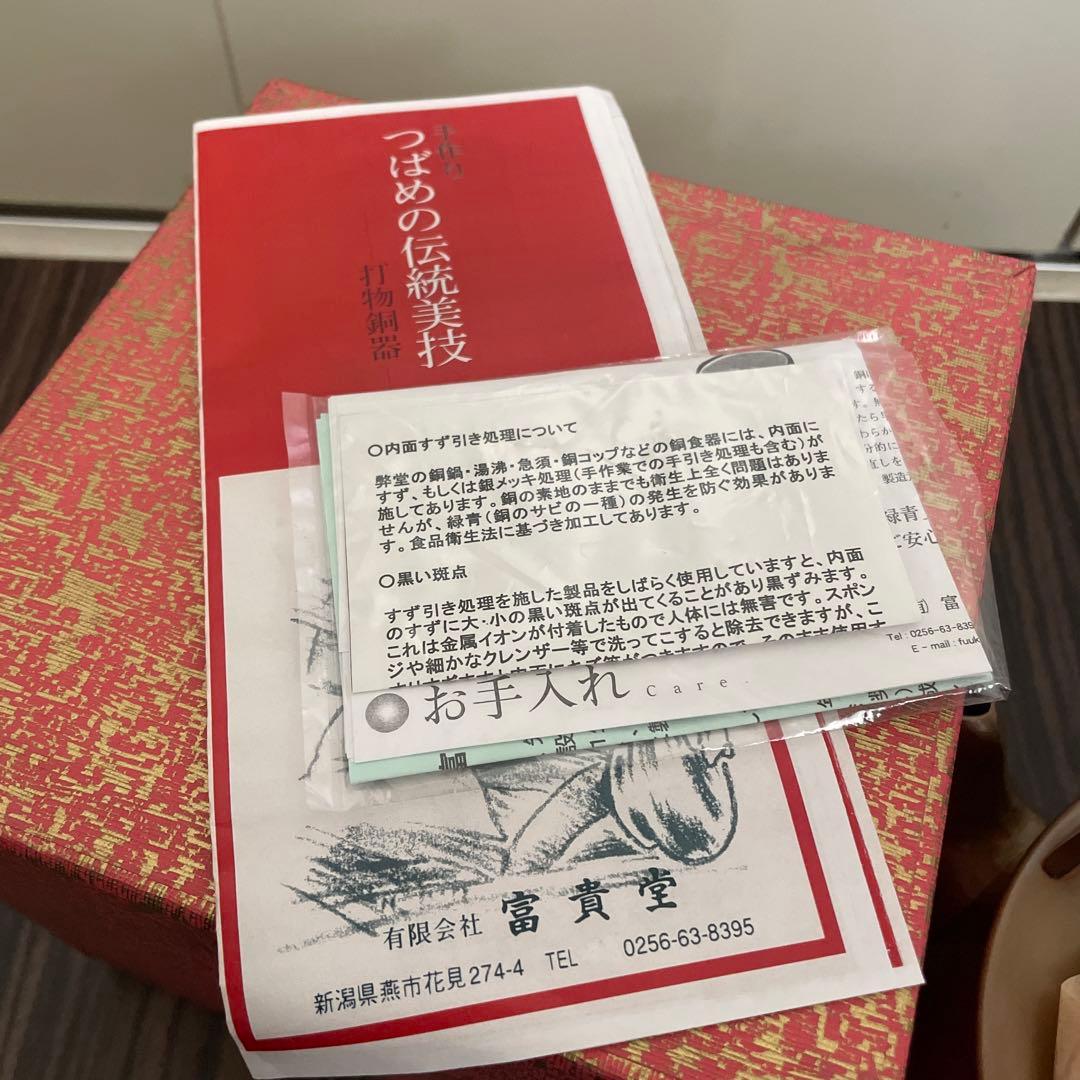 手作り
つばめの伝統美技
打物銅器
○内面すず引き処理について
弊堂の銅鍋・湯沸・急須・銅コップなどの銅食器には、内面に
すず、もしくは銀メッキ処理(手作業での手引き処理も含む)が
施してあります。銅の素地のままでも衛生上全く問題はありま
せんが、緑青(銅のサビの一種)の発生を防ぐ効果がありま
す。食品衛生法に基づき加工してあります。
○黒い斑点
すず引き処理を施した製品をしばらく使用していますと、内面
のすずに大・小の黒い斑点が出てくることがあり黒ずみます。
これは金属イオンが付着したもので人体には無害です。スポン
ジや細かなクレンザー等で洗ってこすると除去できますが、こ
お手入れ Care.
緑青
ご安心
富
Tel : 0256-63-839
E - mail : fuuk
有限会社 富貴堂
新潟県燕市花見274-4 TEL 0256-63-8395